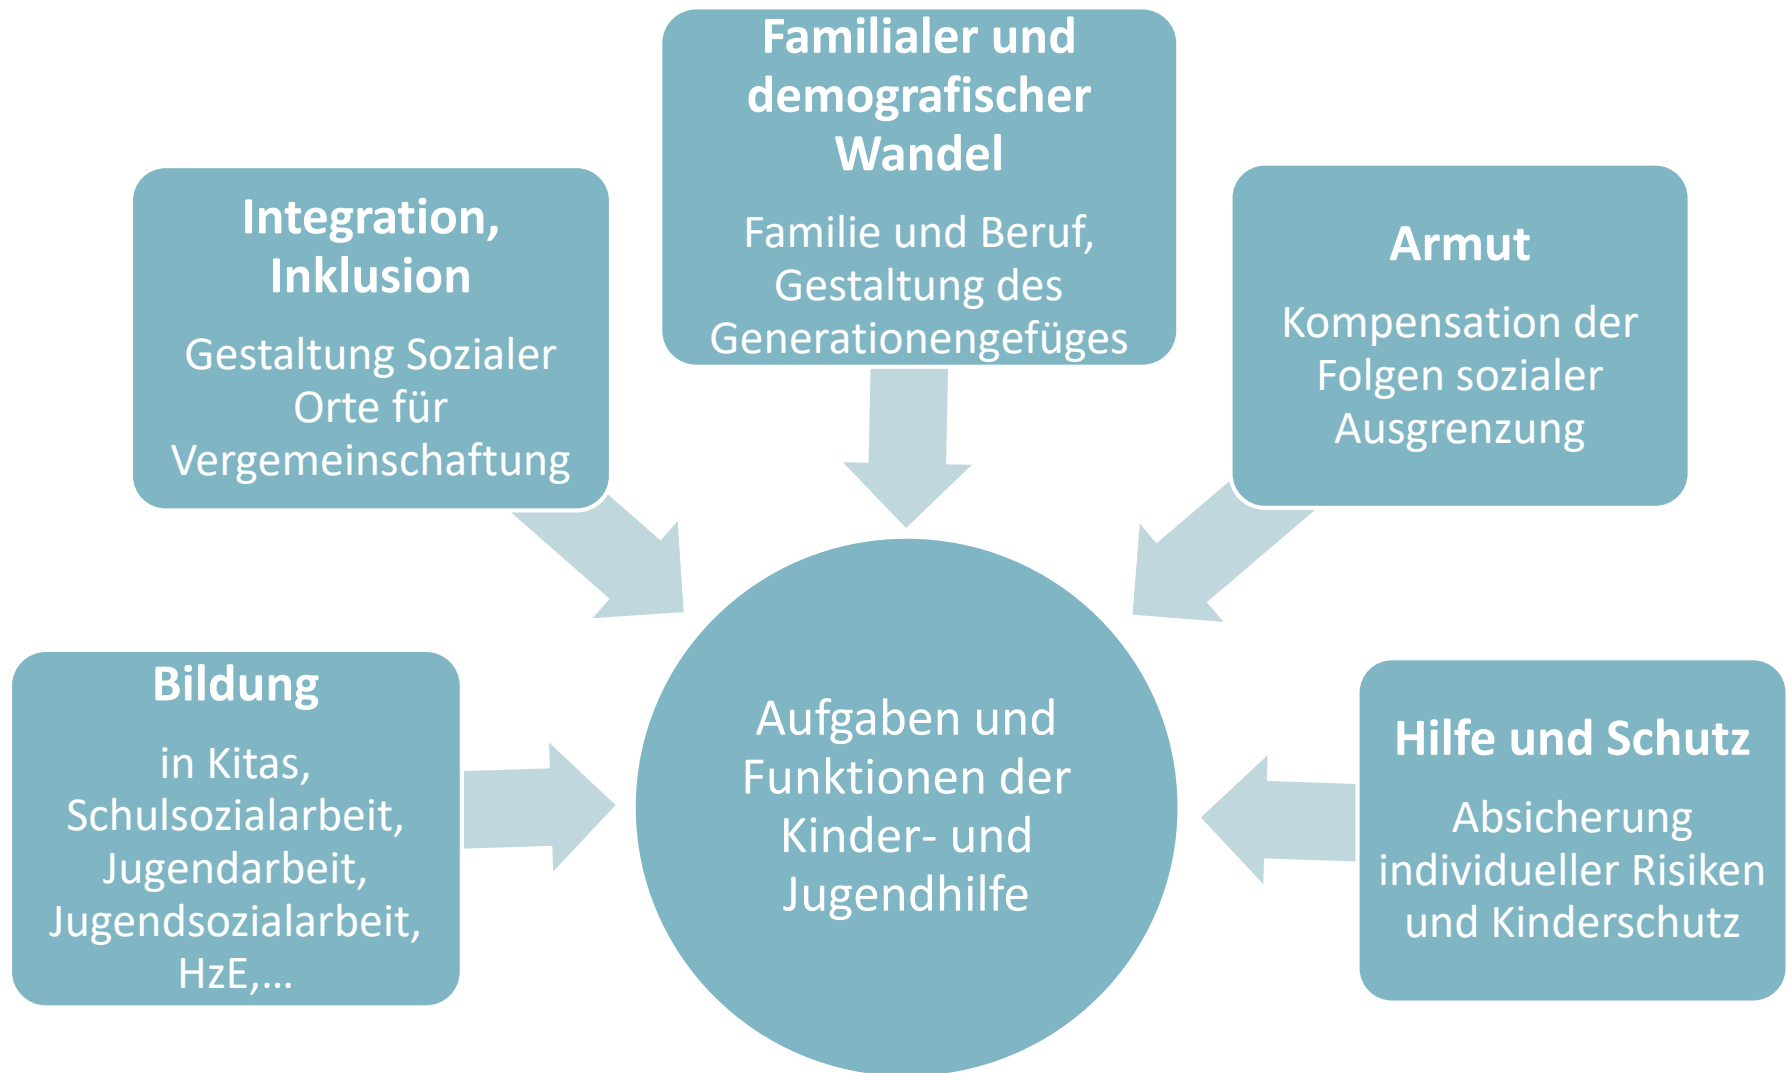 Familialer und
demografischer
Wandel
Familie und Beruf,
Gestaltung des
Generationengefüges
Integration,
Inklusion
Gestaltung Sozialer
Orte für
Vergemeinschaftung
Armut
Kompensation der
Folgen sozialer
Ausgrenzung
Bildung
in Kitas,
Schulsozialarbeit,
Jugendarbeit,
Jugendsozialarbeit,
HzE,...
Aufgaben und
Funktionen der
Kinder- und
Jugendhilfe
Hilfe und Schutz
Absicherung
individueller Risiken
und Kinderschutz